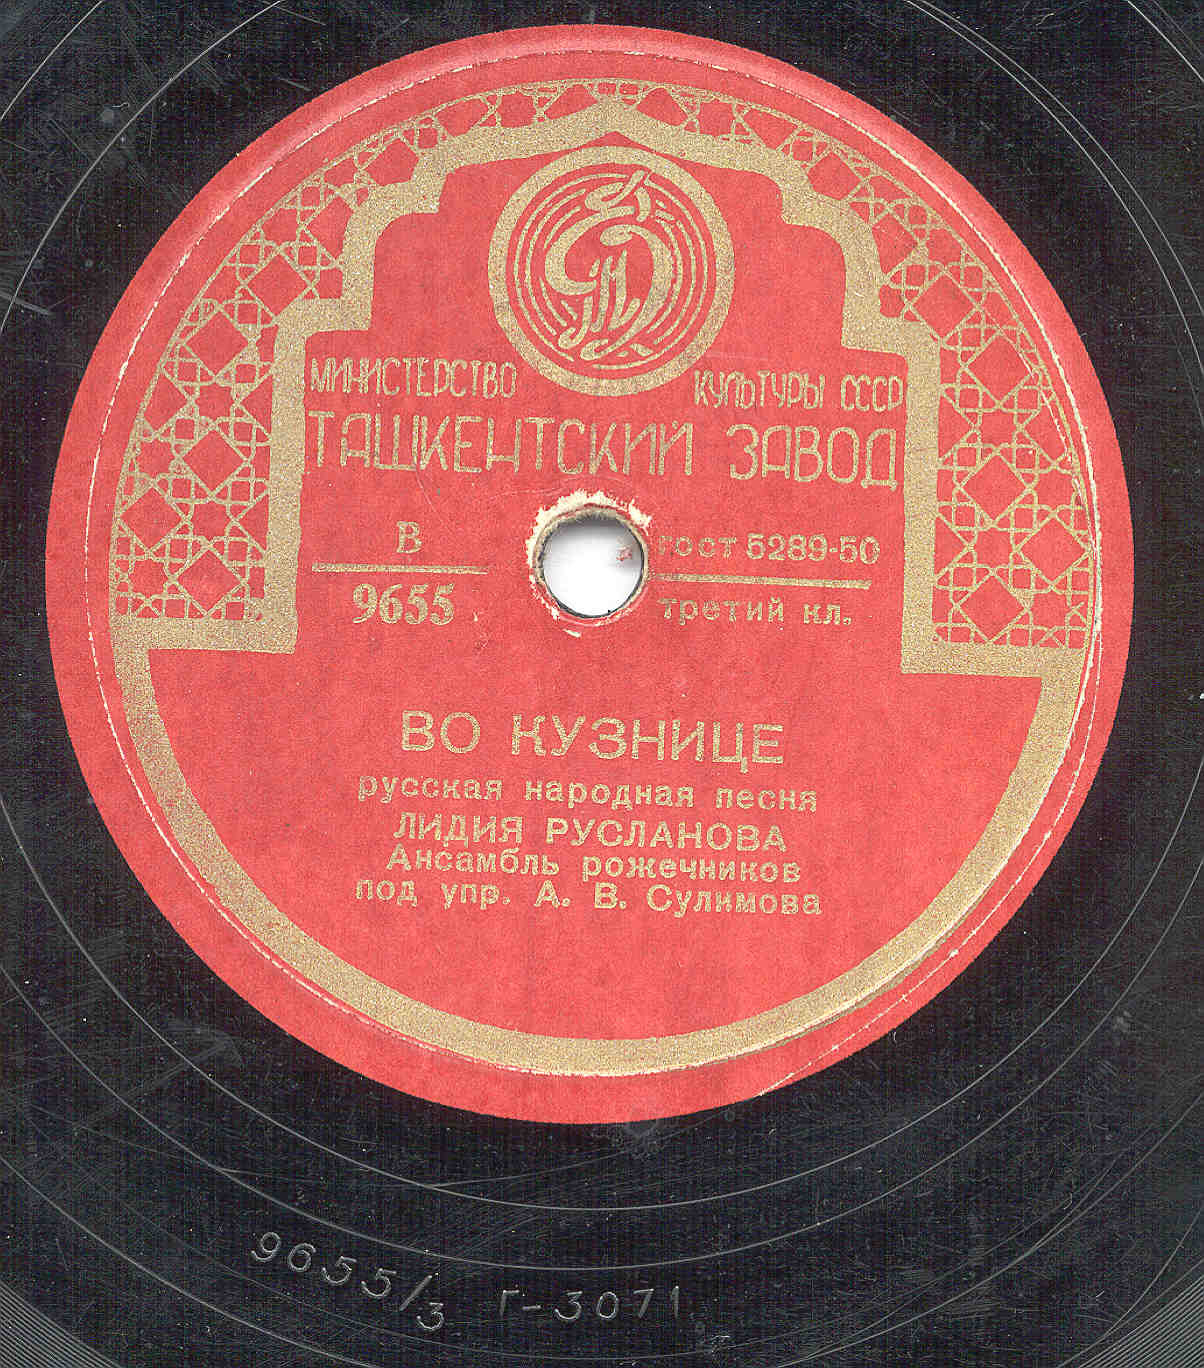 МИНИСТЕРСТВО КУЛЬТУРЫ СССР
ТАШКЕНТСКИЙ ЗАВОД
В
9655
ГОСТ 5289-50
третий кл.
ВО КУЗНИЦЕ
русская народная песня
ЛИДИЯ РУСЛАНОВА
Ансамбль рожечников
под упр. А. В. Сулимова
9655/3 Г-3071